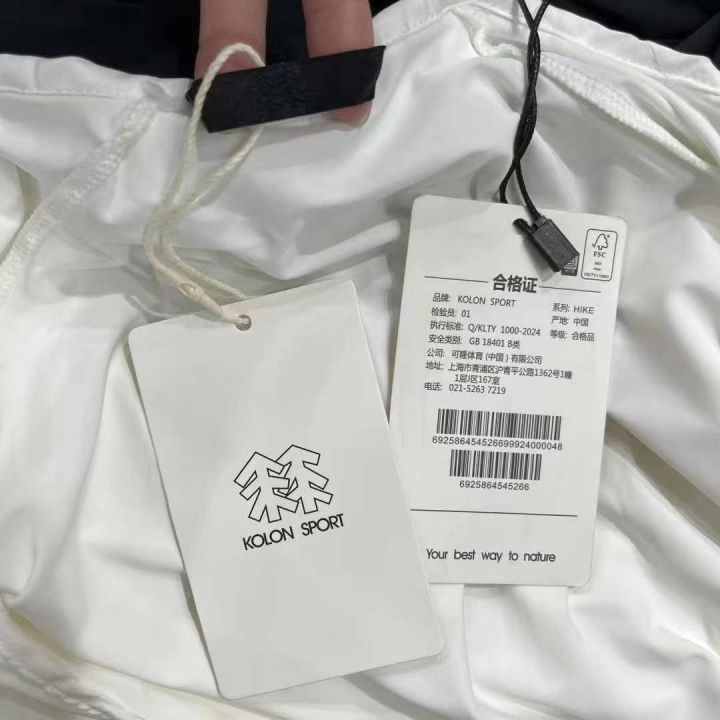 KOLON SPORT
FSC
合格证
品牌: KOLON SPORT
系列: HIKE
检验员: 01
产地: 中国
执行标准: Q/KLTY 1000-2024
等级: 合格品
安全类别: GB 18401 B类
公司: 可隆体育(中国)有限公司
地址: 上海市青浦区沪青平公路1362号1幢
1层J区167室
电话: 021-5263 7219
692586454526699924000048
6925864545266
Your best way to nature